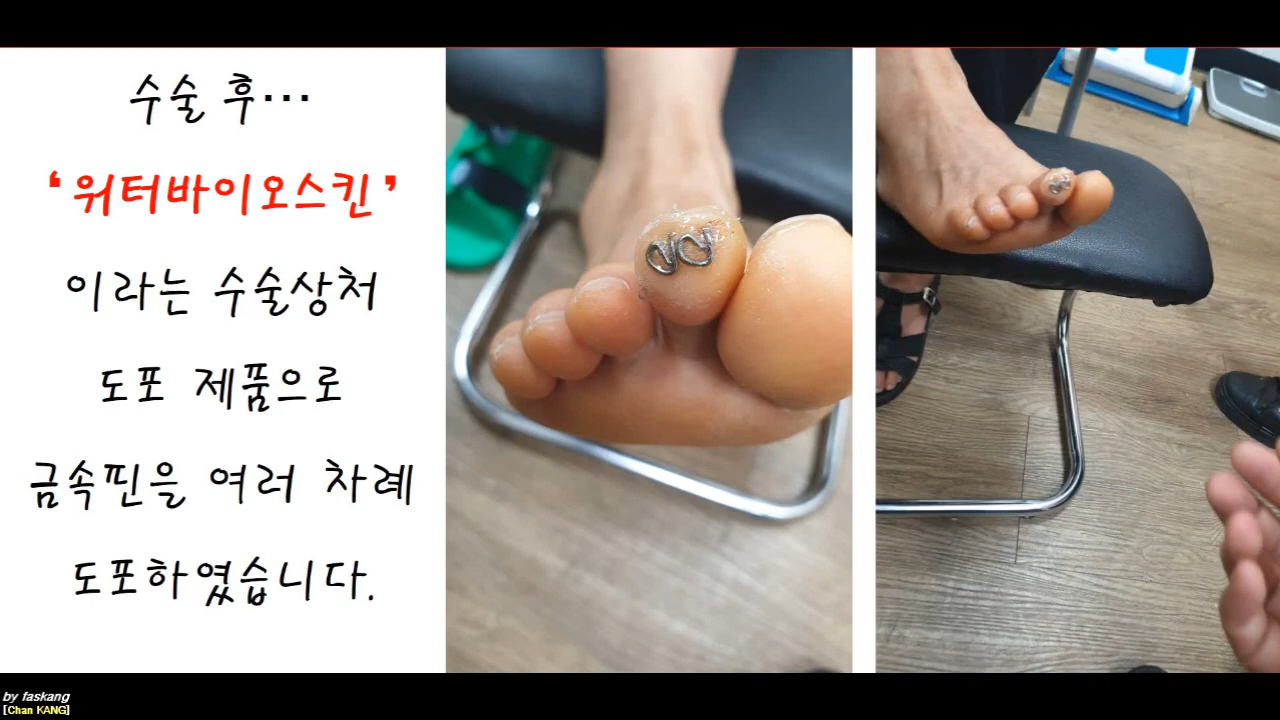 수술 후…
‘워터바이오스킨’
이라는 수술상처
도포 제품으로
금속핀을 여러 차례
도포하였습니다.
by faskang
[Chan KANG]